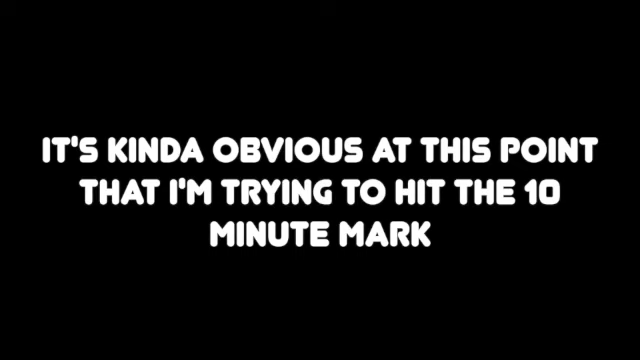 IT'S KINDA OBVIOUS AT THIS POINT
THAT I'M TRYING TO HIT THE 10
MINUTE MARK